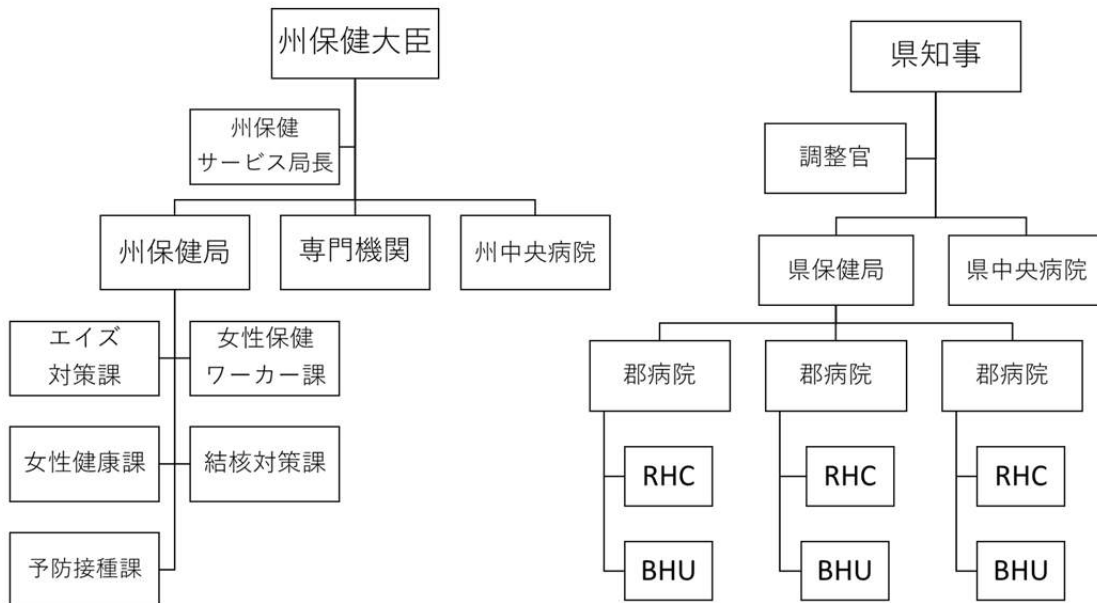 州保健大臣
州保健
サービス局長
州保健局
専門機関
州中央病院
エイズ
対策課
女性保健
ワーカー課
女性健康課
結核対策課
予防接種課
県知事
調整官
県保健局
県中央病院
郡病院
郡病院
郡病院
RHC
RHC
RHC
BHU
BHU
BHU